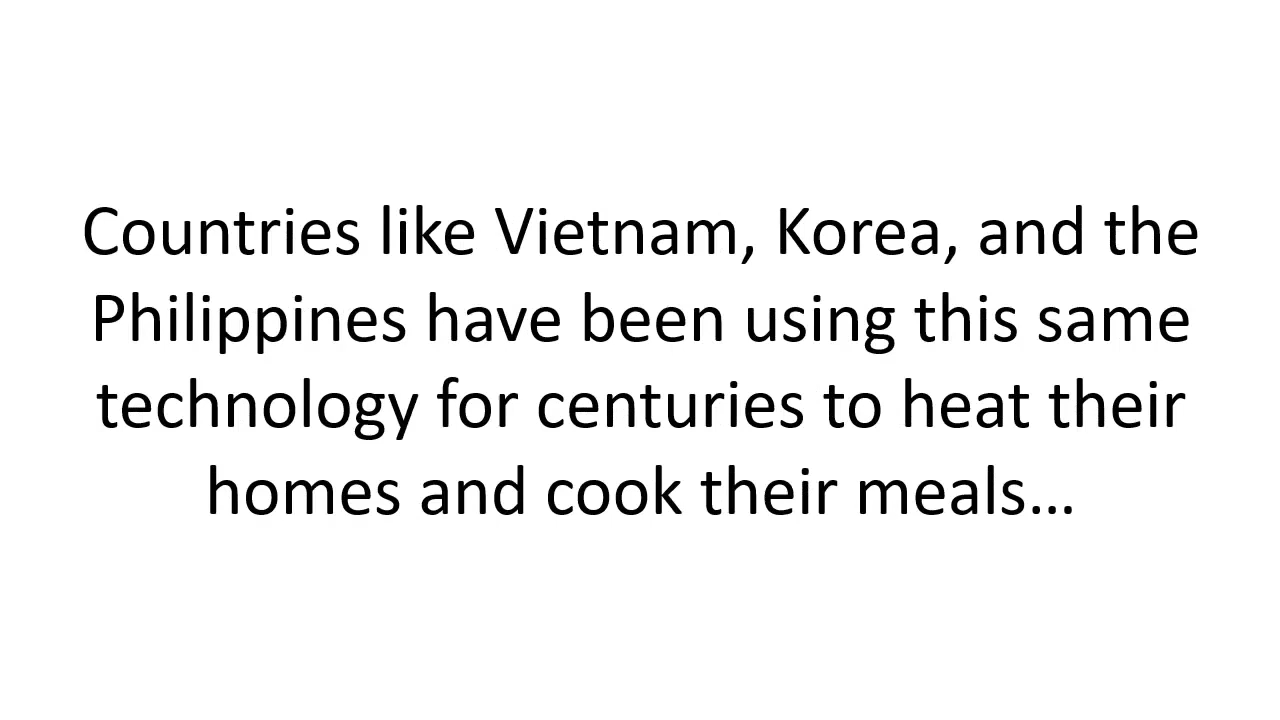 Countries like Vietnam, Korea, and the
Philippines have been using this same
technology for centuries to heat their
homes and cook their meals...